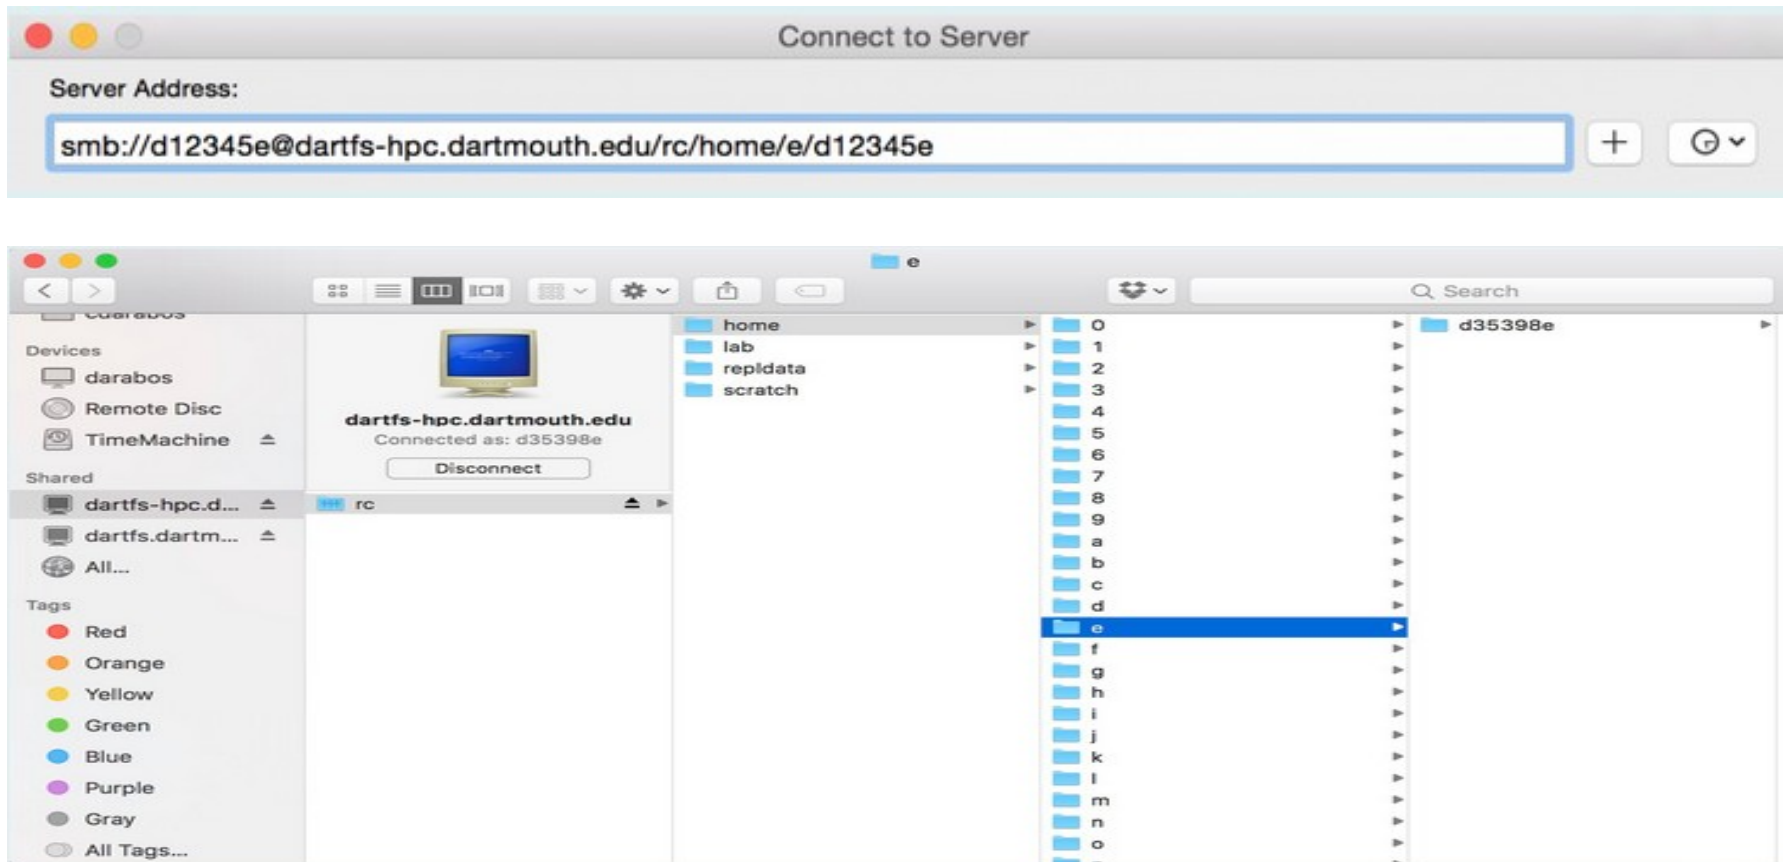 Connect to Server
Server Address:
smb://d12345e@dartfs-hpc.dartmouth.edu/rc/home/e/d12345e
e
Search
Devices
darabos
Remote Disc
TimeMachine
Shared
dartfs-hpc.d...
dartfs.dartm...
All...
Tags
Red
Orange
Yellow
Green
Blue
Purple
Gray
All Tags...
dartfs-hpc.dartmouth.edu
Connected as: d35398e
Disconnect
rc
home
lab
repldata
scratch
0
1
2
3
4
5
6
7
8
9
a
b
c
d
e
f
g
h
i
j
k
l
m
n
o
d35398e